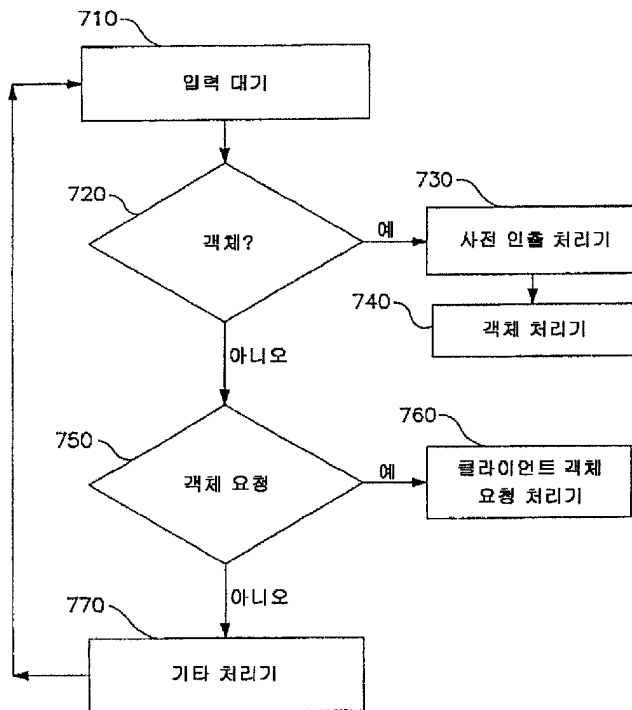 710
입력 대기
720
객체?
예
730
사전 인출 처리기
740
객체 처리기
아니오
750
객체 요청
예
760
클라이언트 객체
요청 처리기
아니오
770
기타 처리기